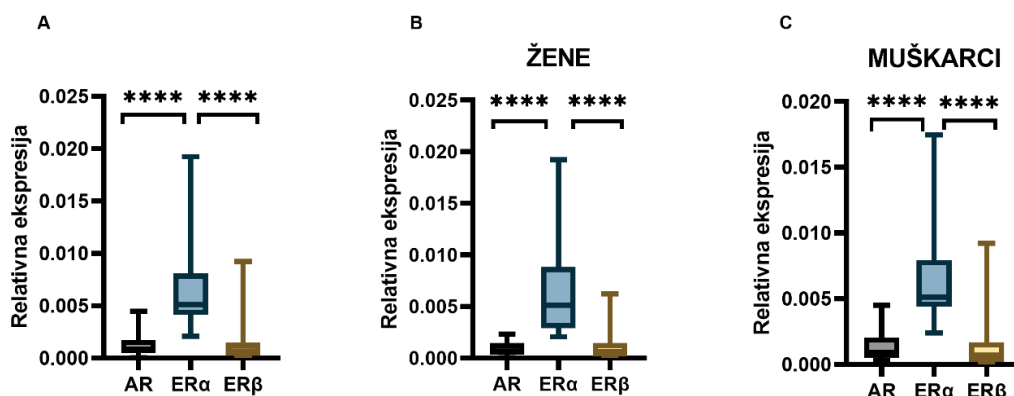 A
Relativna ekspresija
0.025
0.020
0.015
0.010
0.005
0.000
**** ****
AR ERα ERβ
B
ŽENE
Relativna ekspresija
0.025
0.020
0.015
0.010
0.005
0.000
**** ****
AR ERα ERβ
C
MUŠKARCI
Relativna ekspresija
0.020
0.015
0.010
0.005
0.000
**** ****
AR ERα ERβ